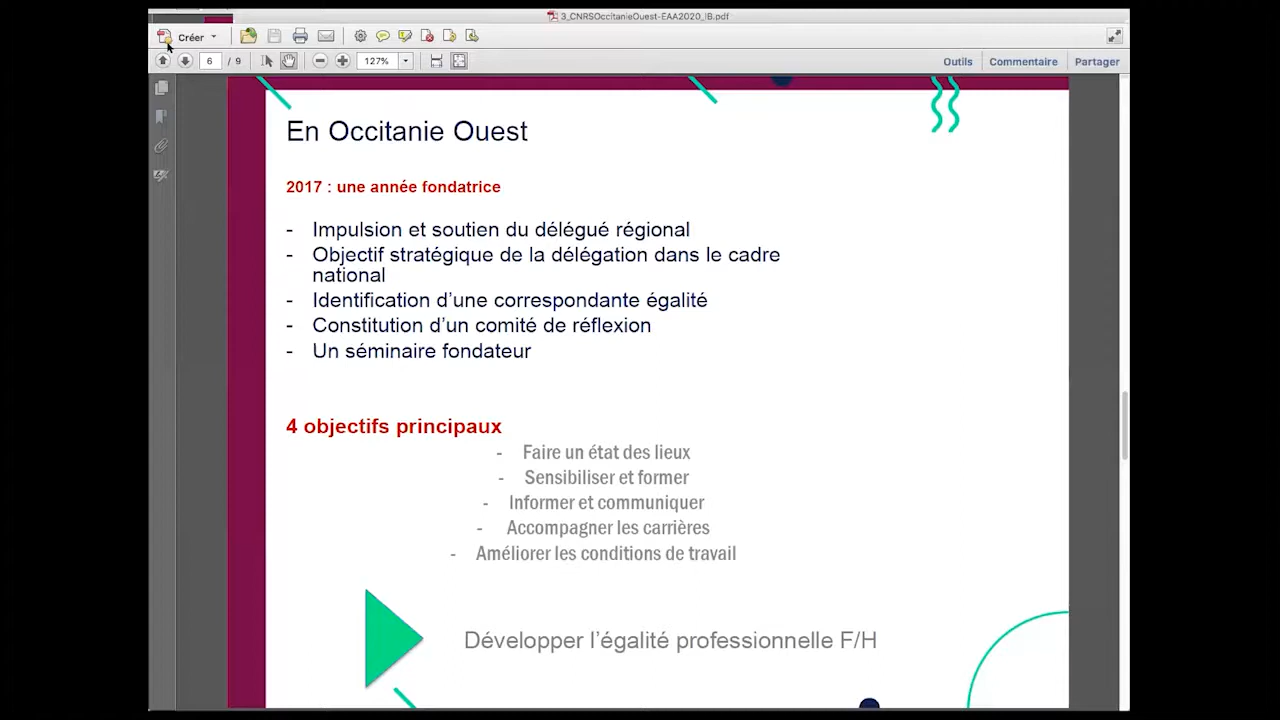 3_CNRSOccitanieOuest-EAA2020_IB.pdf
Créer
6 / 9
127%
Outils Commentaire Partager
En Occitanie Ouest
2017 : une année fondatrice
- Impulsion et soutien du délégué régional
- Objectif stratégique de la délégation dans le cadre
national
- Identification d’une correspondante égalité
- Constitution d’un comité de réflexion
- Un séminaire fondateur
4 objectifs principaux
- Faire un état des lieux
- Sensibiliser et former
- Informer et communiquer
- Accompagner les carrières
- Améliorer les conditions de travail
Développer l’égalité professionnelle F/H